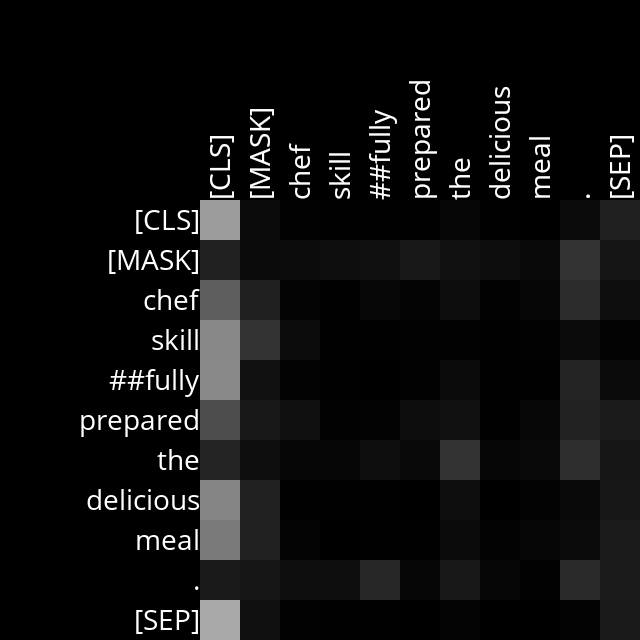 [CLS] [MASK] chef skill ##fully prepared the delicious meal . [SEP]
[CLS]
[MASK]
chef
skill
##fully
prepared
the
delicious
meal
.
[SEP]